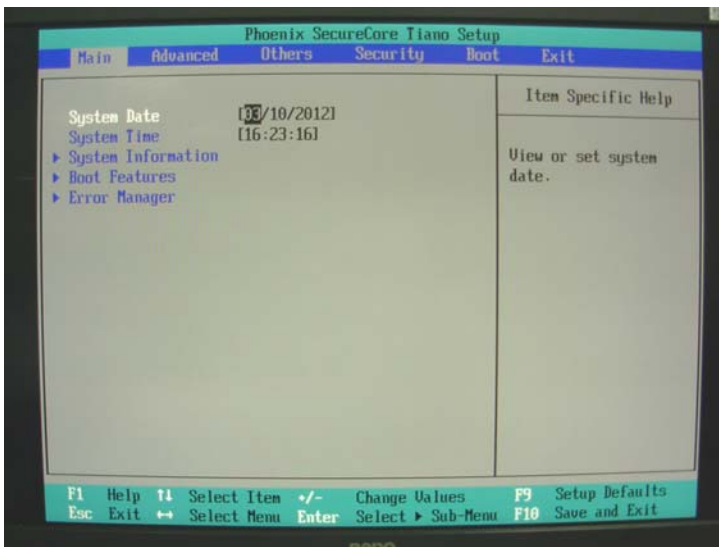 Phoenix SecureCore Tiano Setup
Main Advanced Others Security Boot Exit
Item Specific Help
System Date [03/10/2012]
System Time [16:23:16]
▶ System Information
▶ Boot Features
▶ Error Manager
View or set system
date.
F1 Help ↑↓ Select Item +/- Change Values F9 Setup Defaults
Esc Exit ↔ Select Menu Enter Select ▶ Sub-Menu F10 Save and Exit